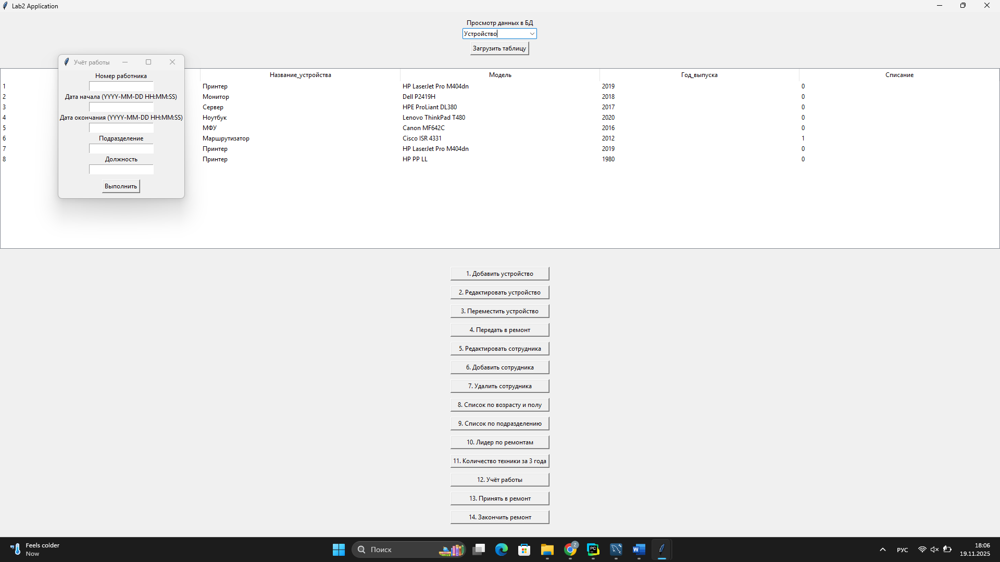 Lab2 Application
Просмотр данных в БД
Устройство
Загрузить таблицу
Учёт работы
Номер работника
Дата начала (YYYY-MM-DD HH:MM:SS)
Дата окончания (YYYY-MM-DD HH:MM:SS)
Подразделение
Должность
Выполнить
Название_устройства Модель Год_выпуска Списание
1 Принтер HP LaserJet Pro M404dn 2019 0
2 Монитор Dell P2419H 2018 0
3 Сервер HPE ProLiant DL380 2017 0
4 Ноутбук Lenovo ThinkPad T480 2020 0
5 МФУ Canon MF642C 2016 0
6 Маршрутизатор Cisco ISR 4331 2012 1
7 Принтер HP LaserJet Pro M404dn 2019 0
8 Принтер HP PP LL 1980 0
1. Добавить устройство
2. Редактировать устройство
3. Переместить устройство
4. Передать в ремонт
5. Редактировать сотрудника
6. Добавить сотрудника
7. Удалить сотрудника
8. Список по возрасту и полу
9. Список по подразделению
10. Лидер по ремонтам
11. Количество техники за 3 года
12. Учёт работы
13. Принять в ремонт
14. Закончить ремонт
Feels colder
Now
Поиск
Z
PC
W
РУС
18:06
19.11.2025